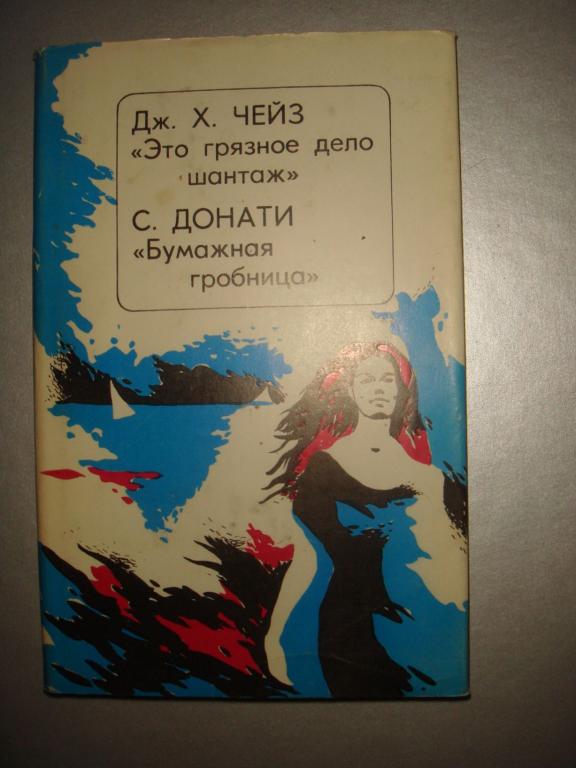 Дж. Х. ЧЕЙЗ
«Это грязное дело
шантаж»
С. ДОНАТИ
«Бумажная
гробница»